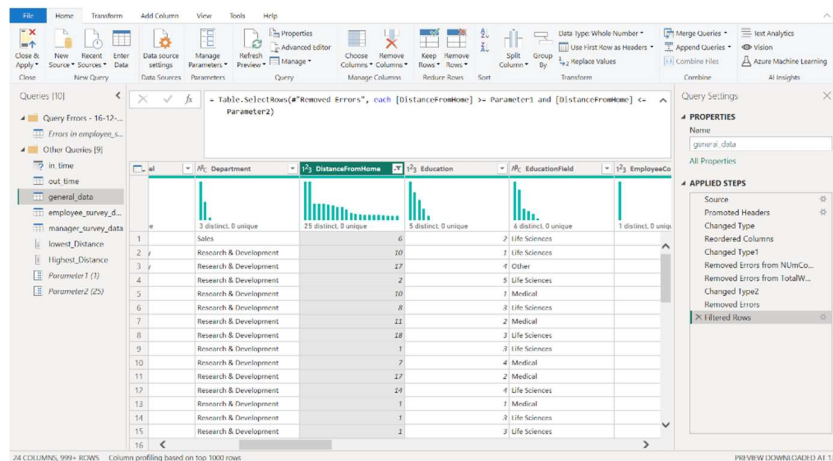 File Home Transform Add Column View Tools Help
Close & Apply
New Source
Recent Sources
Enter Data
Data source settings
Manage Parameters
Refresh Preview
Properties
Advanced Editor
Manage
Choose Columns
Remove Columns
Keep Rows
Remove Rows
Split Column
Group By
Data Type: Whole Number
Use First Row as Headers
Replace Values
Merge Queries
Append Queries
Combine Files
Text Analytics
Vision
Azure Machine Learning
Close New Query Data Sources Parameters Query Manage Columns Reduce Rows Sort Transform Combine AI Insights
Queries [10]
Query Errors - 16-12-...
Errors in employee_s...
Other Queries [9]
in_time
out_time
general_data
employee_survey_d...
manager_survey_data
lowest_Distance
Highest_Distance
Parameter1 (1)
Parameter2 (25)
= Table.SelectRows(#"Removed Errors", each [DistanceFromHome] >= Parameter1 and [DistanceFromHome] <=
Parameter2)
el Department DistanceFromHome Education EducationField EmployeeCo
e 3 distinct, 0 unique 25 distinct, 0 unique 5 distinct, 0 unique 6 distinct, 0 unique 1 distinct, 0 uniq
1 Sales 6 2 Life Sciences
2 y Research & Development 10 1 Life Sciences
3 y Research & Development 17 4 Other
4 Research & Development 2 5 Life Sciences
5 Research & Development 10 1 Medical
6 Research & Development 8 3 Life Sciences
7 Research & Development 11 2 Medical
8 Research & Development 18 3 Life Sciences
9 Research & Development 1 3 Life Sciences
10 Research & Development 7 4 Medical
11 Research & Development 17 2 Medical
12 Research & Development 14 4 Life Sciences
13 Research & Development 1 1 Medical
14 Research & Development 1 3 Life Sciences
15 Research & Development 1 3 Life Sciences
16
Query Settings
PROPERTIES
Name
general_data
All Properties
APPLIED STEPS
Source
Promoted Headers
Changed Type
Reordered Columns
Changed Type1
Removed Errors from NUmCo...
Removed Errors from TotalW...
Changed Type2
Removed Errors
Filtered Rows
24 COLUMNS, 999+ ROWS Column profiling based on top 1000 rows
PREVIEW DOWNLOADED AT 1